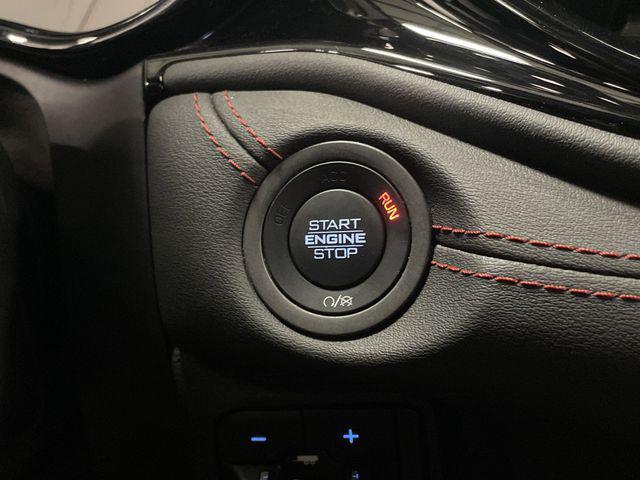 ACC
OFF
RUN
START
ENGINE
STOP